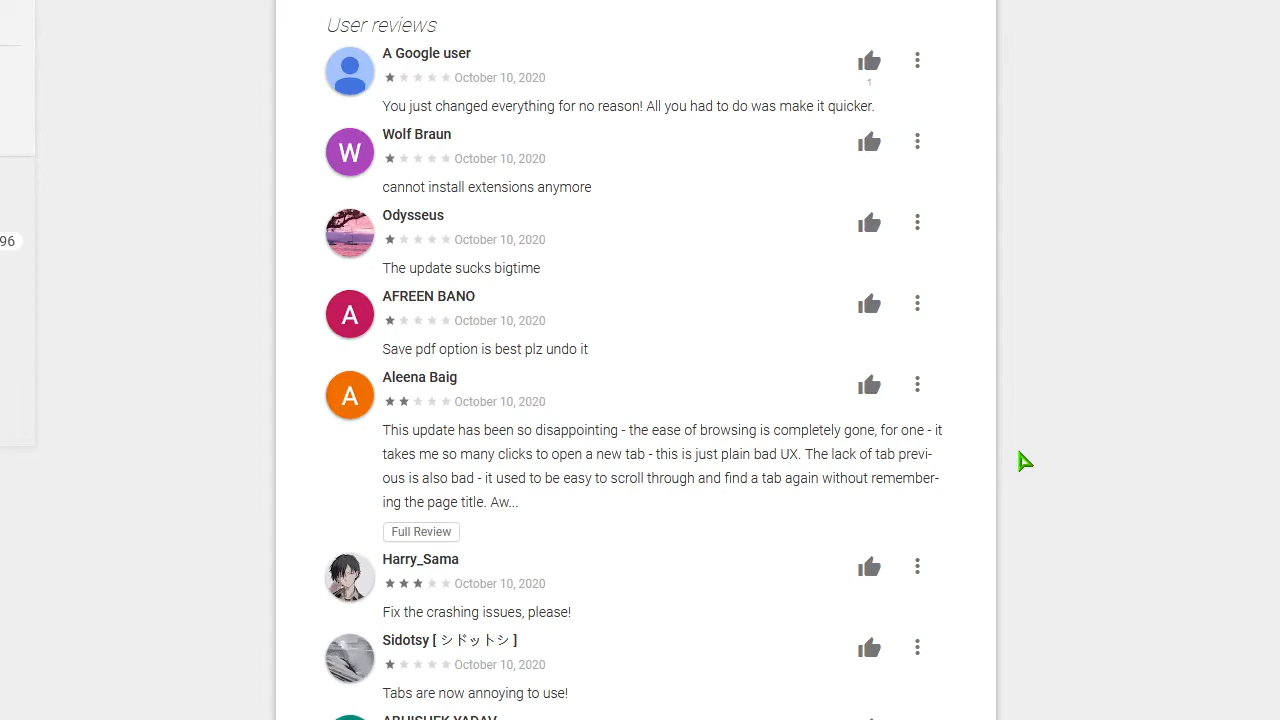 User reviews
A Google user
October 10, 2020
1
You just changed everything for no reason! All you had to do was make it quicker.
W
Wolf Braun
October 10, 2020
cannot install extensions anymore
Odysseus
October 10, 2020
The update sucks bigtime
96
A
AFREEN BANO
October 10, 2020
Save pdf option is best plz undo it
A
Aleena Baig
October 10, 2020
This update has been so disappointing - the ease of browsing is completely gone, for one - it
takes me so many clicks to open a new tab - this is just plain bad UX. The lack of tab previ-
ous is also bad - it used to be easy to scroll through and find a tab again without remember-
ing the page title. Aw...
Full Review
Harry_Sama
October 10, 2020
Fix the crashing issues, please!
Sidotsy [ シドットシ ]
October 10, 2020
Tabs are now annoying to use!
ABHISHEK YADAV